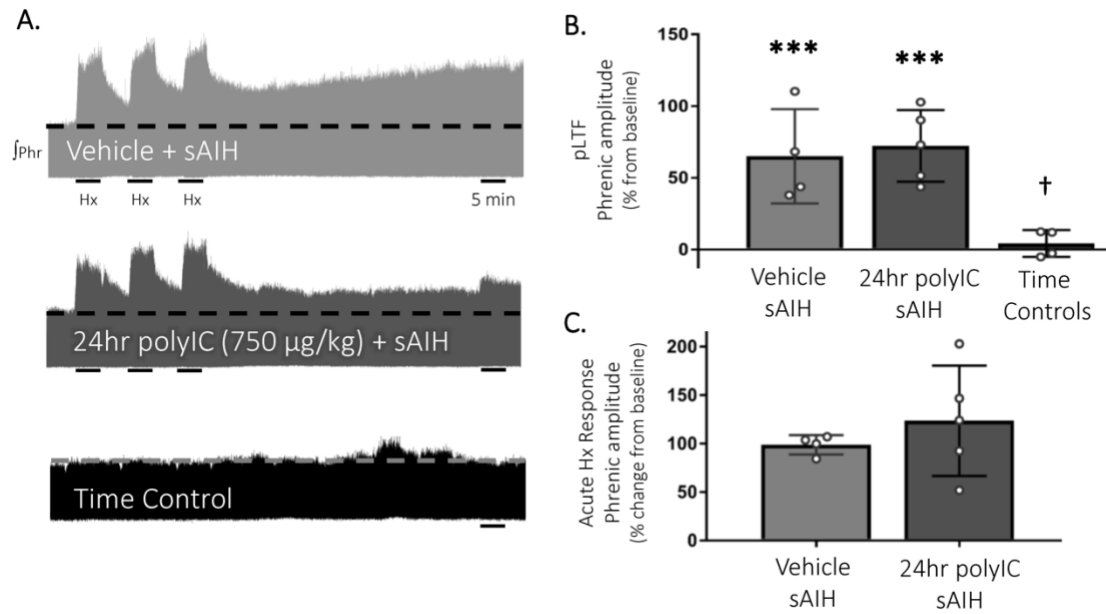 A.
∫Phr
Vehicle + sAIH
Hx
Hx
Hx
5 min
24hr polyIC (750 µg/kg) + sAIH
Time Control
B.
pLTF
Phrenic amplitude
(% from baseline)
150
100
50
0
***
***
†
Vehicle
sAIH
24hr polyIC
sAIH
Time
Controls
C.
Acute Hx Response
Phrenic amplitude
(% change from baseline)
200
150
100
50
0
Vehicle
sAIH
24hr polyIC
sAIH